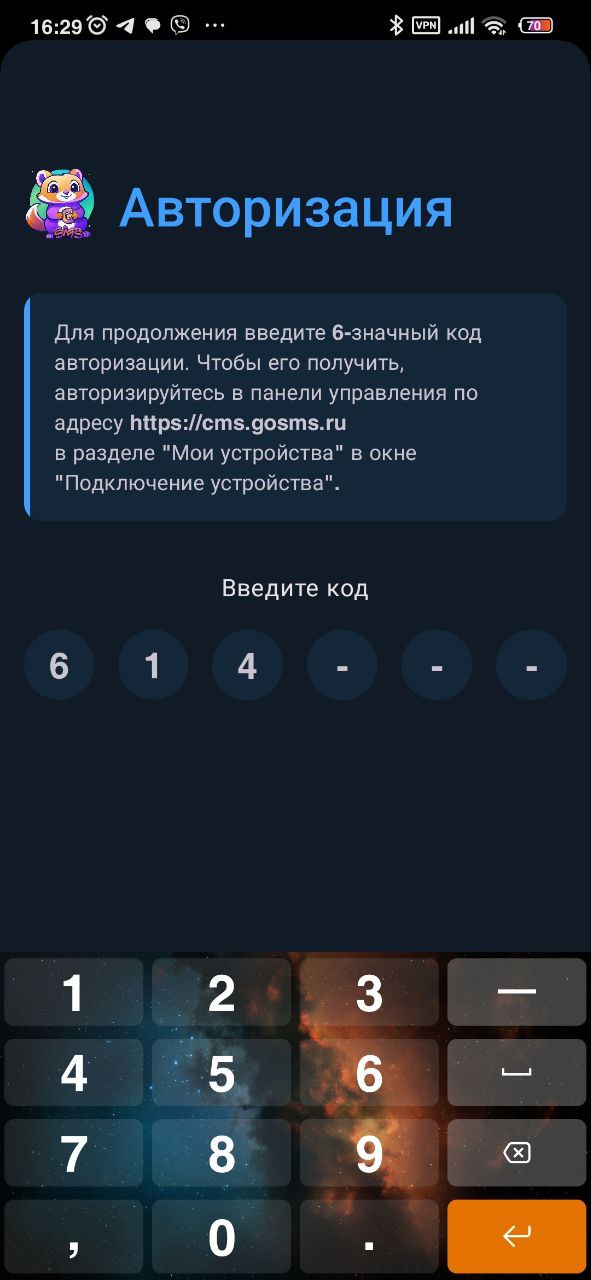 16:29 VPN 70
SMS
Авторизация
Для продолжения введите 6-значный код
авторизации. Чтобы его получить,
авторизируйтесь в панели управления по
адресу https://cms.gosms.ru
в разделе "Мои устройства" в окне
"Подключение устройства".
Введите код
6 1 4 - - -
1 2 3 —
4 5 6
7 8 9
, 0 .